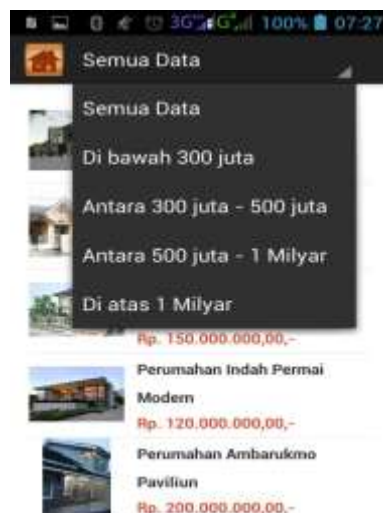 3G G 100% 07:27
Semua Data
Semua Data
Di bawah 300 juta
Antara 300 juta - 500 juta
Antara 500 juta - 1 Milyar
Di atas 1 Milyar
Rp. 150.000.000,00,-
Perumahan Indah Permai
Modern
Rp. 120.000.000,00,-
Perumahan Ambarukmo
Paviliun
Rp. 200.000.000,00,-